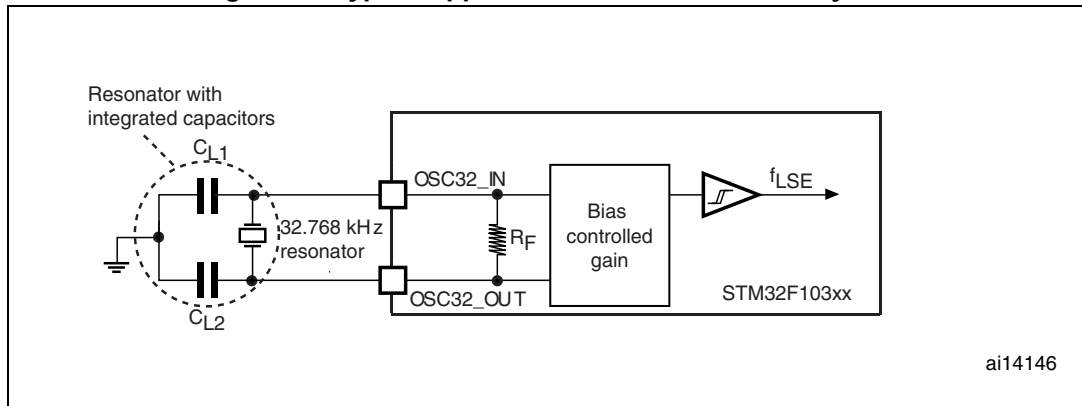 Resonator with
integrated capacitors
CL1
OSC32_IN
fLSE
Bias
controlled
gain
RF
32.768 kHz
resonator
STM32F103xx
OSC32_OUT
CL2
ai14146